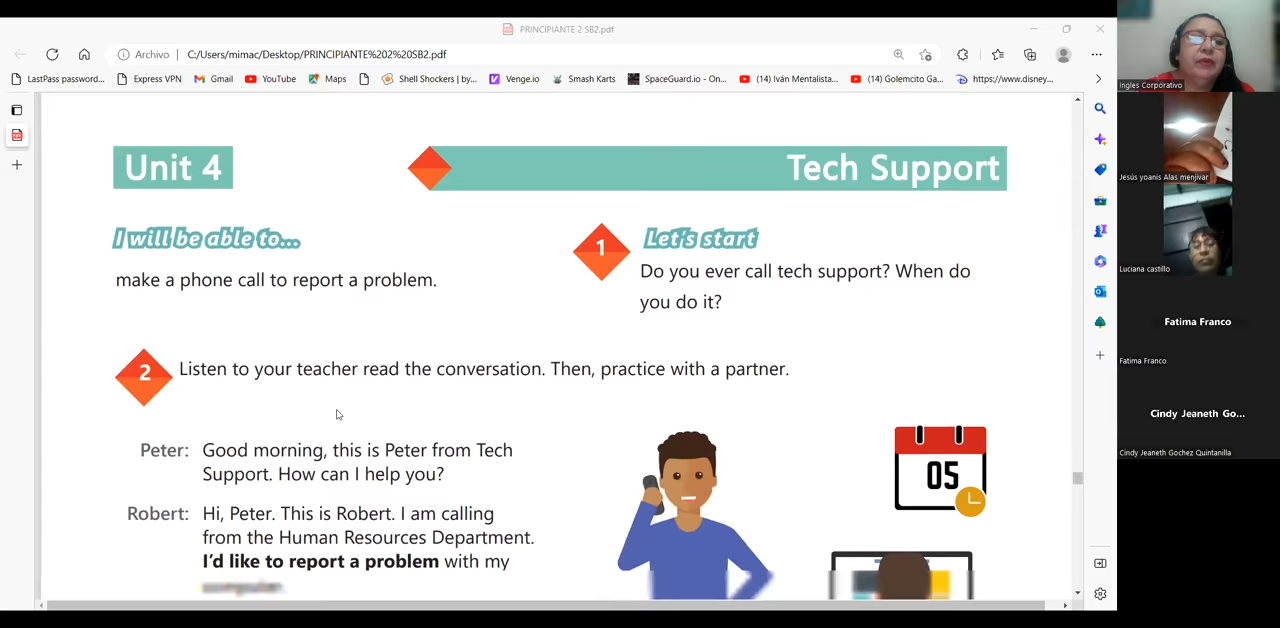 PRINCIPIANTE 2 SB2.pdf
Archivo | C:/Users/mimac/Desktop/PRINCIPIANTE%202%20SB2.pdf
LastPass password... Express VPN Gmail YouTube Maps Shell Shockers | by... Venge.io Smash Karts SpaceGuard.io - On... (14) Iván Mentalista... (14) Golemcito Ga... https://www.disney...
Unit 4
Tech Support
I will be able to...
make a phone call to report a problem.
1
Let's start
Do you ever call tech support? When do
you do it?
2
Listen to your teacher read the conversation. Then, practice with a partner.
Peter: Good morning, this is Peter from Tech
Support. How can I help you?
Robert: Hi, Peter. This is Robert. I am calling
from the Human Resources Department.
I'd like to report a problem with my
05
Ingles Corporativo
Jesús yoanis Alas menjivar
Luciana castillo
Fatima Franco
Fatima Franco
Cindy Jeaneth Go...
Cindy Jeaneth Gochez Quintanilla